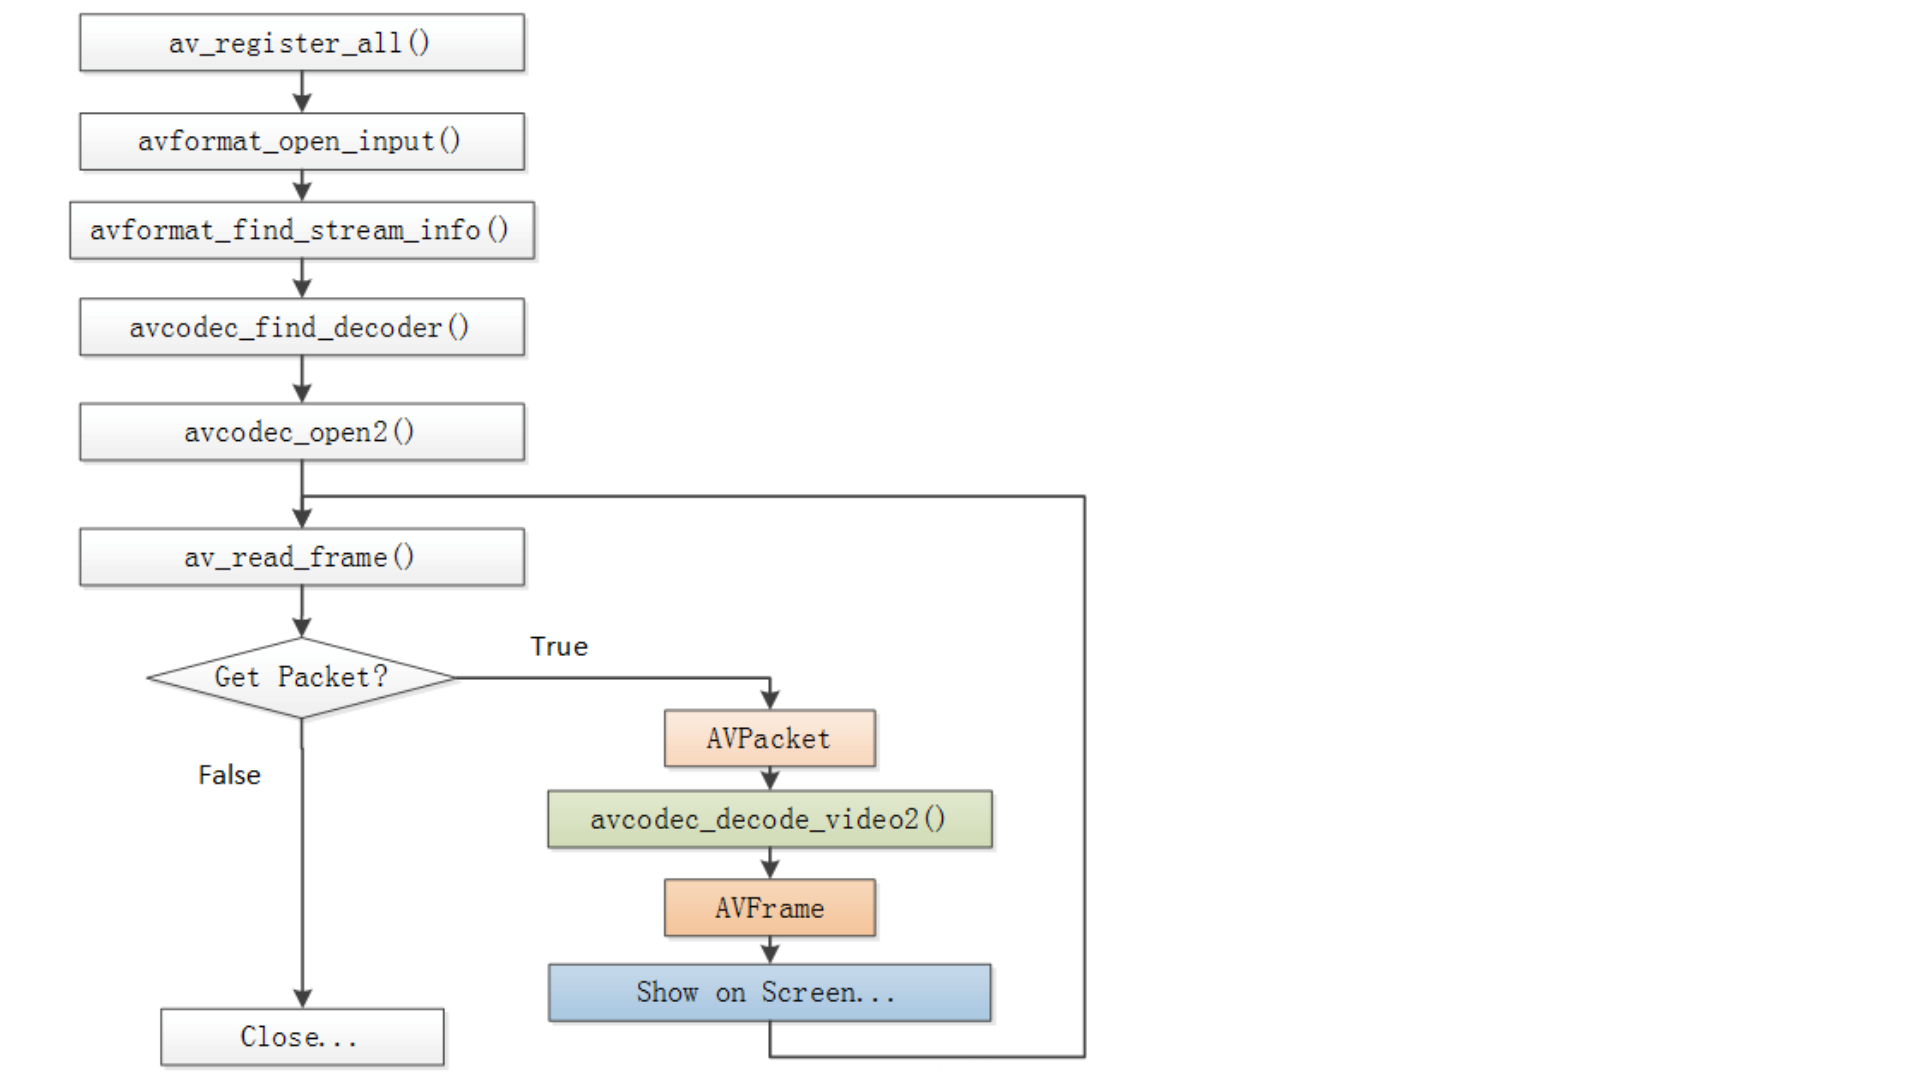 av_register_all()
avformat_open_input()
avformat_find_stream_info()
avcodec_find_decoder()
avcodec_open2()
av_read_frame()
Get Packet?
True
False
AVPacket
avcodec_decode_video2()
AVFrame
Show on Screen...
Close...